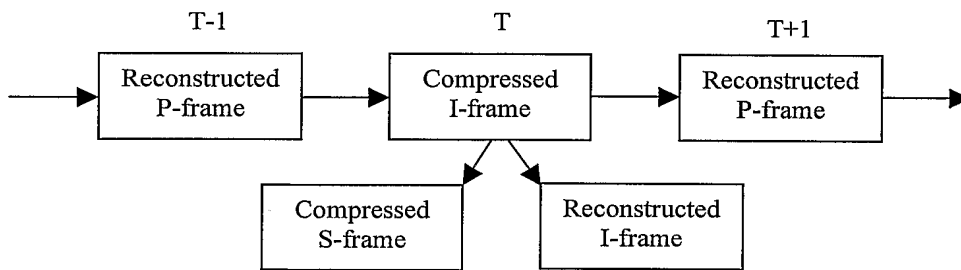 T-1
T
T+1
Reconstructed
P-frame
Compressed
I-frame
Reconstructed
P-frame
Compressed
S-frame
Reconstructed
I-frame